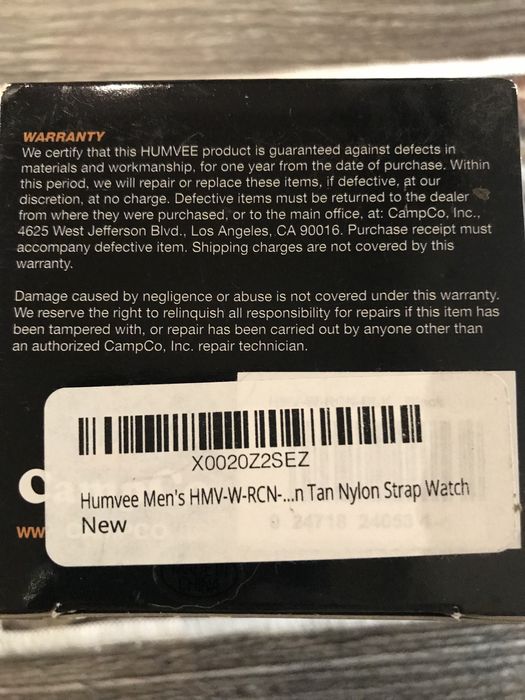 WARRANTY
We certify that this HUMVEE product is guaranteed against defects in
materials and workmanship, for one year from the date of purchase. Within
this period, we will repair or replace these items, if defective, at our
discretion, at no charge. Defective items must be returned to the dealer
from where they were purchased, or to the main office, at: CampCo, Inc.,
4625 West Jefferson Blvd., Los Angeles, CA 90016. Purchase receipt must
accompany defective item. Shipping charges are not covered by this
warranty.
Damage caused by negligence or abuse is not covered under this warranty.
We reserve the right to relinquish all responsibility for repairs if this item has
been tampered with, or repair has been carried out by anyone other than
an authorized CampCo, Inc. repair technician.
X0020Z2SEZ
Humvee Men's HMV-W-RCN-...n Tan Nylon Strap Watch
New